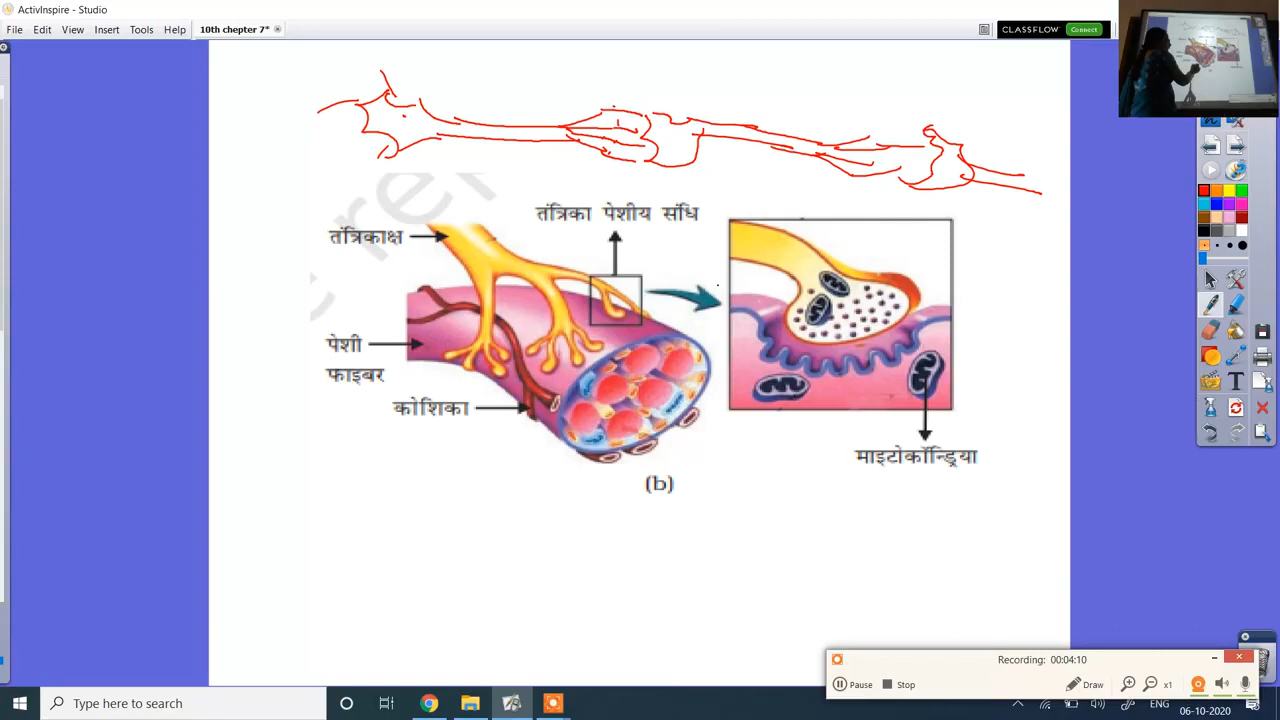 ActivInspire - Studio
File Edit View Insert Tools Help
10th chepter 7*
CLASSFLOW Connect
तंत्रिका पेशीय संधि
तंत्रिकाक्ष
पेशी
फाइबर
कोशिका
माइटोकॉन्ड्रिया
(b)
Recording: 00:04:10
Pause Stop Draw x1
Type here to search
ENG
06-10-2020